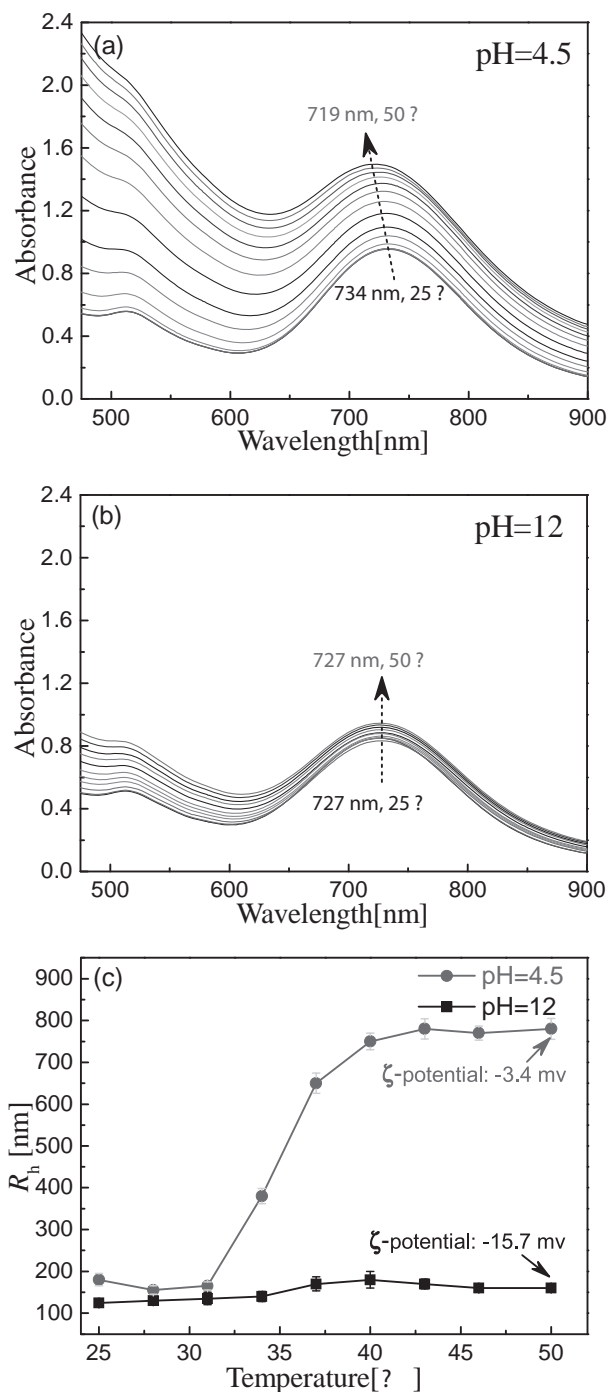 (a) pH=4.5
2.4
2.0
1.6
1.2
0.8
0.4
0.0
Absorbance
719 nm, 50 ?
734 nm, 25 ?
500 600 700 800 900
Wavelength[nm]
(b) pH=12
2.4
2.0
1.6
1.2
0.8
0.4
0.0
Absorbance
727 nm, 50 ?
727 nm, 25 ?
500 600 700 800 900
Wavelength[nm]
(c)
pH=4.5
pH=12
900
800
700
600
500
400
300
200
100
Rh [nm]
ζ-potential: -3.4 mv
ζ-potential: -15.7 mv
25 30 35 40 45 50
Temperature[? ]